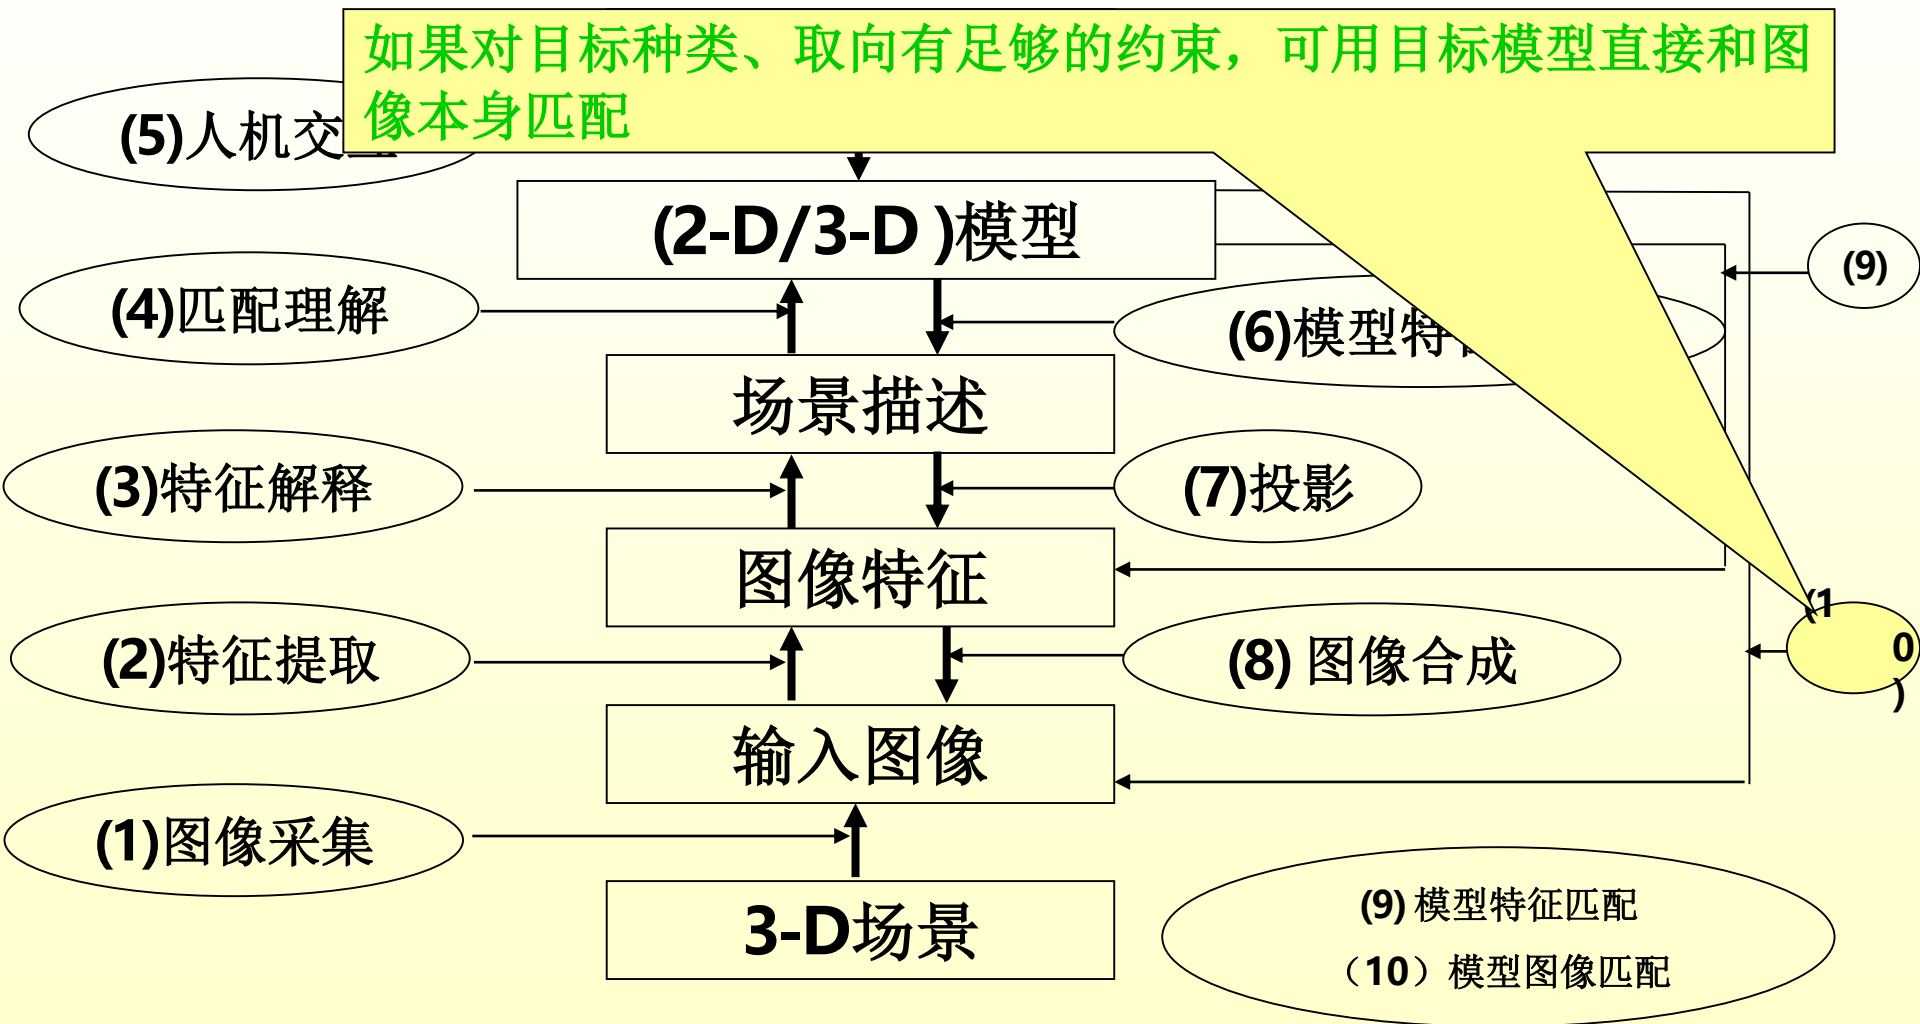 如果对目标种类、取向有足够的约束，可用目标模型直接和图
像本身匹配
(5)人机交
(2-D/3-D )模型
(9)
(4)匹配理解
(6)模型特
场景描述
(3)特征解释
(7)投影
图像特征
(1
0
)
(2)特征提取
(8) 图像合成
输入图像
(1)图像采集
3-D场景
(9) 模型特征匹配
（10）模型图像匹配